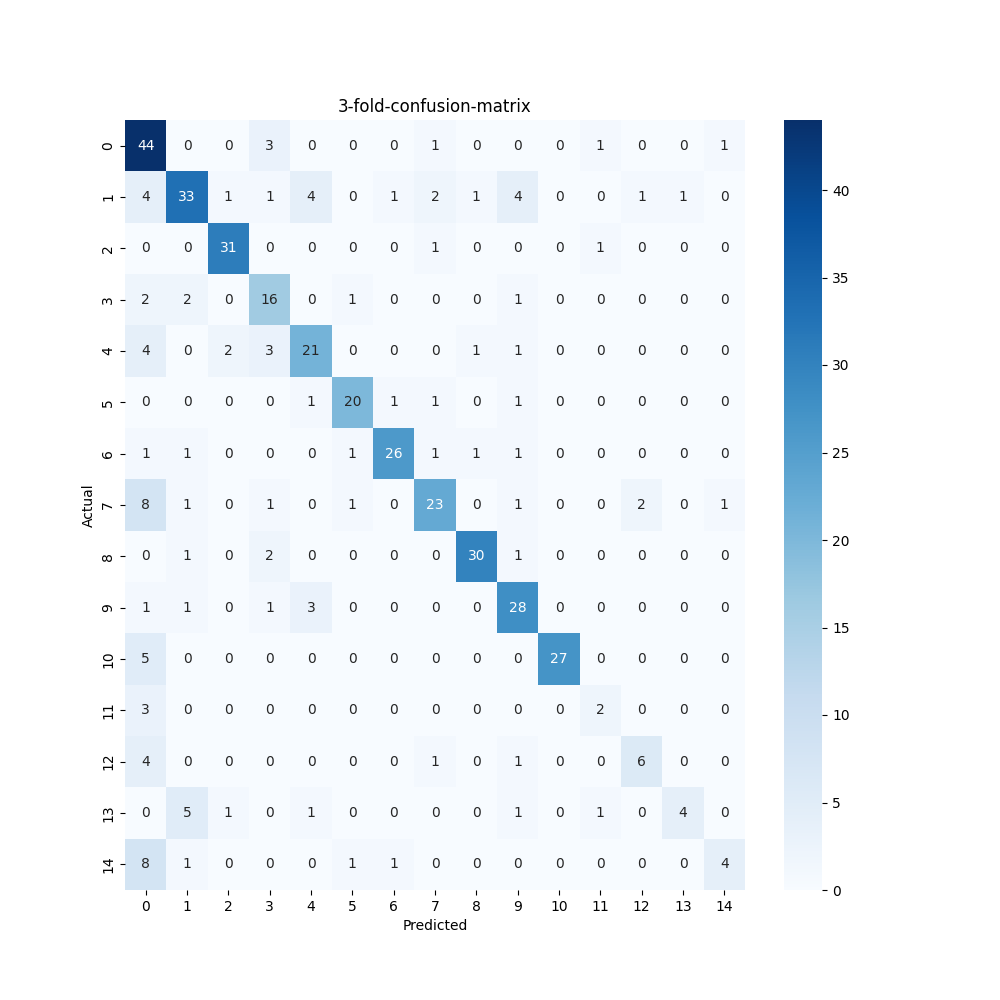 3-fold-confusion-matrix
0 44 0 0 3 0 0 0 1 0 0 0 1 0 0 1
1 4 33 1 1 4 0 1 2 1 4 0 0 1 1 0
2 0 0 31 0 0 0 0 1 0 0 0 1 0 0 0
3 2 2 0 16 0 1 0 0 0 1 0 0 0 0 0
4 4 0 2 3 21 0 0 0 1 1 0 0 0 0 0
5 0 0 0 0 1 20 1 1 0 1 0 0 0 0 0
6 1 1 0 0 0 1 26 1 1 1 0 0 0 0 0
7 8 1 0 1 0 1 0 23 0 1 0 0 2 0 1
8 0 1 0 2 0 0 0 0 30 1 0 0 0 0 0
9 1 1 0 1 3 0 0 0 0 28 0 0 0 0 0
10 5 0 0 0 0 0 0 0 0 0 27 0 0 0 0
11 3 0 0 0 0 0 0 0 0 0 0 2 0 0 0
12 4 0 0 0 0 0 0 1 0 1 0 0 6 0 0
13 0 5 1 0 1 0 0 0 0 1 0 1 0 4 0
14 8 1 0 0 0 1 1 0 0 0 0 0 0 0 4
0 1 2 3 4 5 6 7 8 9 10 11 12 13 14
Predicted
Actual
40
35
30
25
20
15
10
5
0